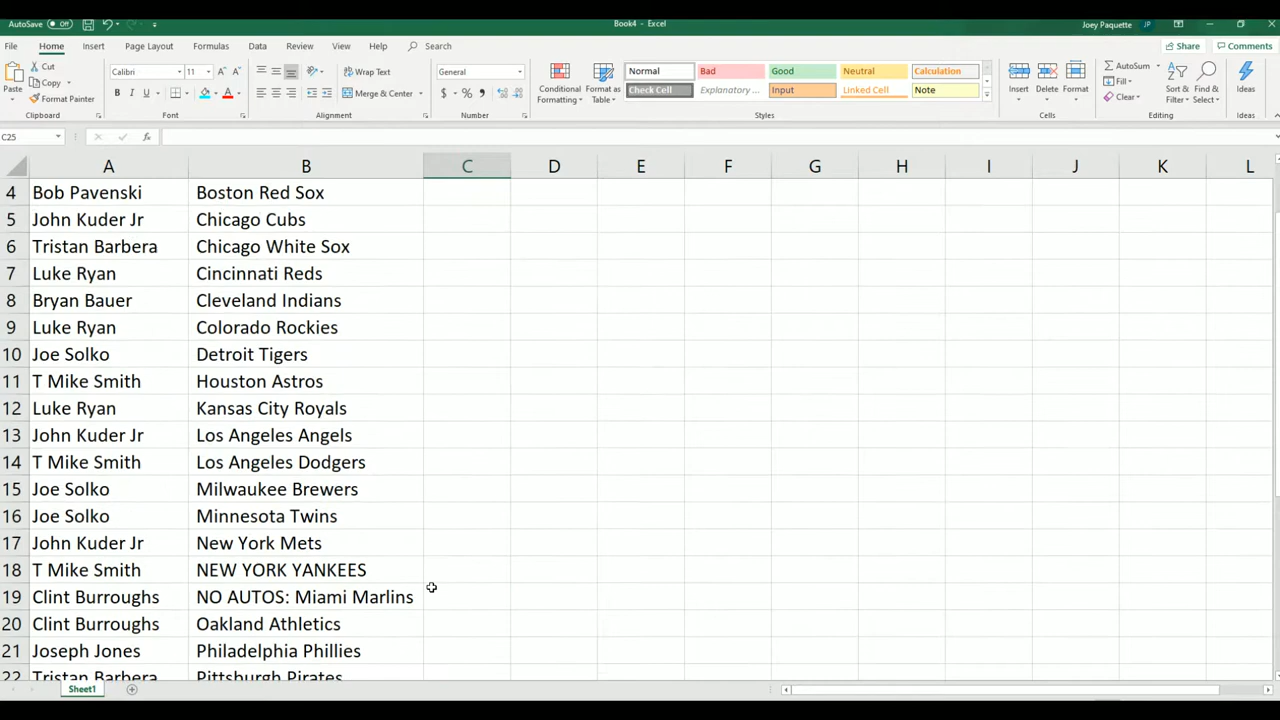 AutoSave Off Book4 - Excel Joey Paquette JP
File Home Insert Page Layout Formulas Data Review View Help Search Share Comments
Cut
Copy
Format Painter
Paste
Clipboard
Calibri 11 A A
B I U A
Font
Wrap Text
Merge & Center
Alignment
General
$ % ,
Number
Conditional Formatting
Format as Table
Normal Bad Good Neutral Calculation
Check Cell Explanatory ... Input Linked Cell Note
Styles
Insert Delete Format
Cells
AutoSum
Fill
Clear
Sort & Filter
Find & Select
Editing
Ideas
Ideas
C25 fx
A B C D E F G H I J K L
4 Bob Pavenski Boston Red Sox
5 John Kuder Jr Chicago Cubs
6 Tristan Barbera Chicago White Sox
7 Luke Ryan Cincinnati Reds
8 Bryan Bauer Cleveland Indians
9 Luke Ryan Colorado Rockies
10 Joe Solko Detroit Tigers
11 T Mike Smith Houston Astros
12 Luke Ryan Kansas City Royals
13 John Kuder Jr Los Angeles Angels
14 T Mike Smith Los Angeles Dodgers
15 Joe Solko Milwaukee Brewers
16 Joe Solko Minnesota Twins
17 John Kuder Jr New York Mets
18 T Mike Smith NEW YORK YANKEES
19 Clint Burroughs NO AUTOS: Miami Marlins
20 Clint Burroughs Oakland Athletics
21 Joseph Jones Philadelphia Phillies
22 Tristan Barbera Pittsburgh Pirates
Sheet1